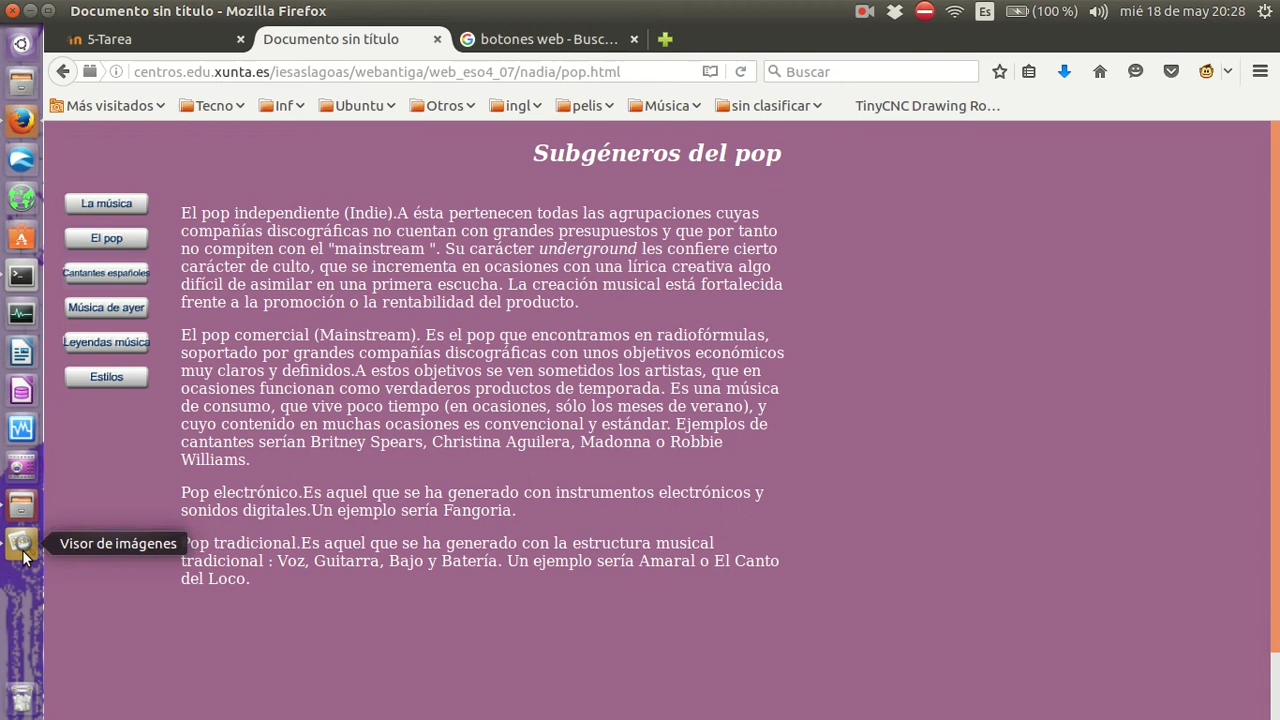 Documento sin título - Mozilla Firefox
Es
(100 %)
mié 18 de may 20:28
5-Tarea
Documento sin título
botones web - Busc...
centros.edu.xunta.es/iesaslagoas/webantiga/web_eso4_07/nadia/pop.html
Buscar
Más visitados
Tecno
Inf
Ubuntu
Otros
ingl
pelis
Música
sin clasificar
TinyCNC Drawing Ro...
Subgéneros del pop
La música
El pop
Cantantes españoles
Música de ayer
Leyendas música
Estilos
El pop independiente (Indie).A ésta pertenecen todas las agrupaciones cuyas
compañías discográficas no cuentan con grandes presupuestos y que por tanto
no compiten con el "mainstream ". Su carácter underground les confiere cierto
carácter de culto, que se incrementa en ocasiones con una lírica creativa algo
difícil de asimilar en una primera escucha. La creación musical está fortalecida
frente a la promoción o la rentabilidad del producto.
El pop comercial (Mainstream). Es el pop que encontramos en radiofórmulas,
soportado por grandes compañías discográficas con unos objetivos económicos
muy claros y definidos.A estos objetivos se ven sometidos los artistas, que en
ocasiones funcionan como verdaderos productos de temporada. Es una música
de consumo, que vive poco tiempo (en ocasiones, sólo los meses de verano), y
cuyo contenido en muchas ocasiones es convencional y estándar. Ejemplos de
cantantes serían Britney Spears, Christina Aguilera, Madonna o Robbie
Williams.
Pop electrónico.Es aquel que se ha generado con instrumentos electrónicos y
sonidos digitales.Un ejemplo sería Fangoria.
Visor de imágenes
Pop tradicional.Es aquel que se ha generado con la estructura musical
tradicional : Voz, Guitarra, Bajo y Batería. Un ejemplo sería Amaral o El Canto
del Loco.